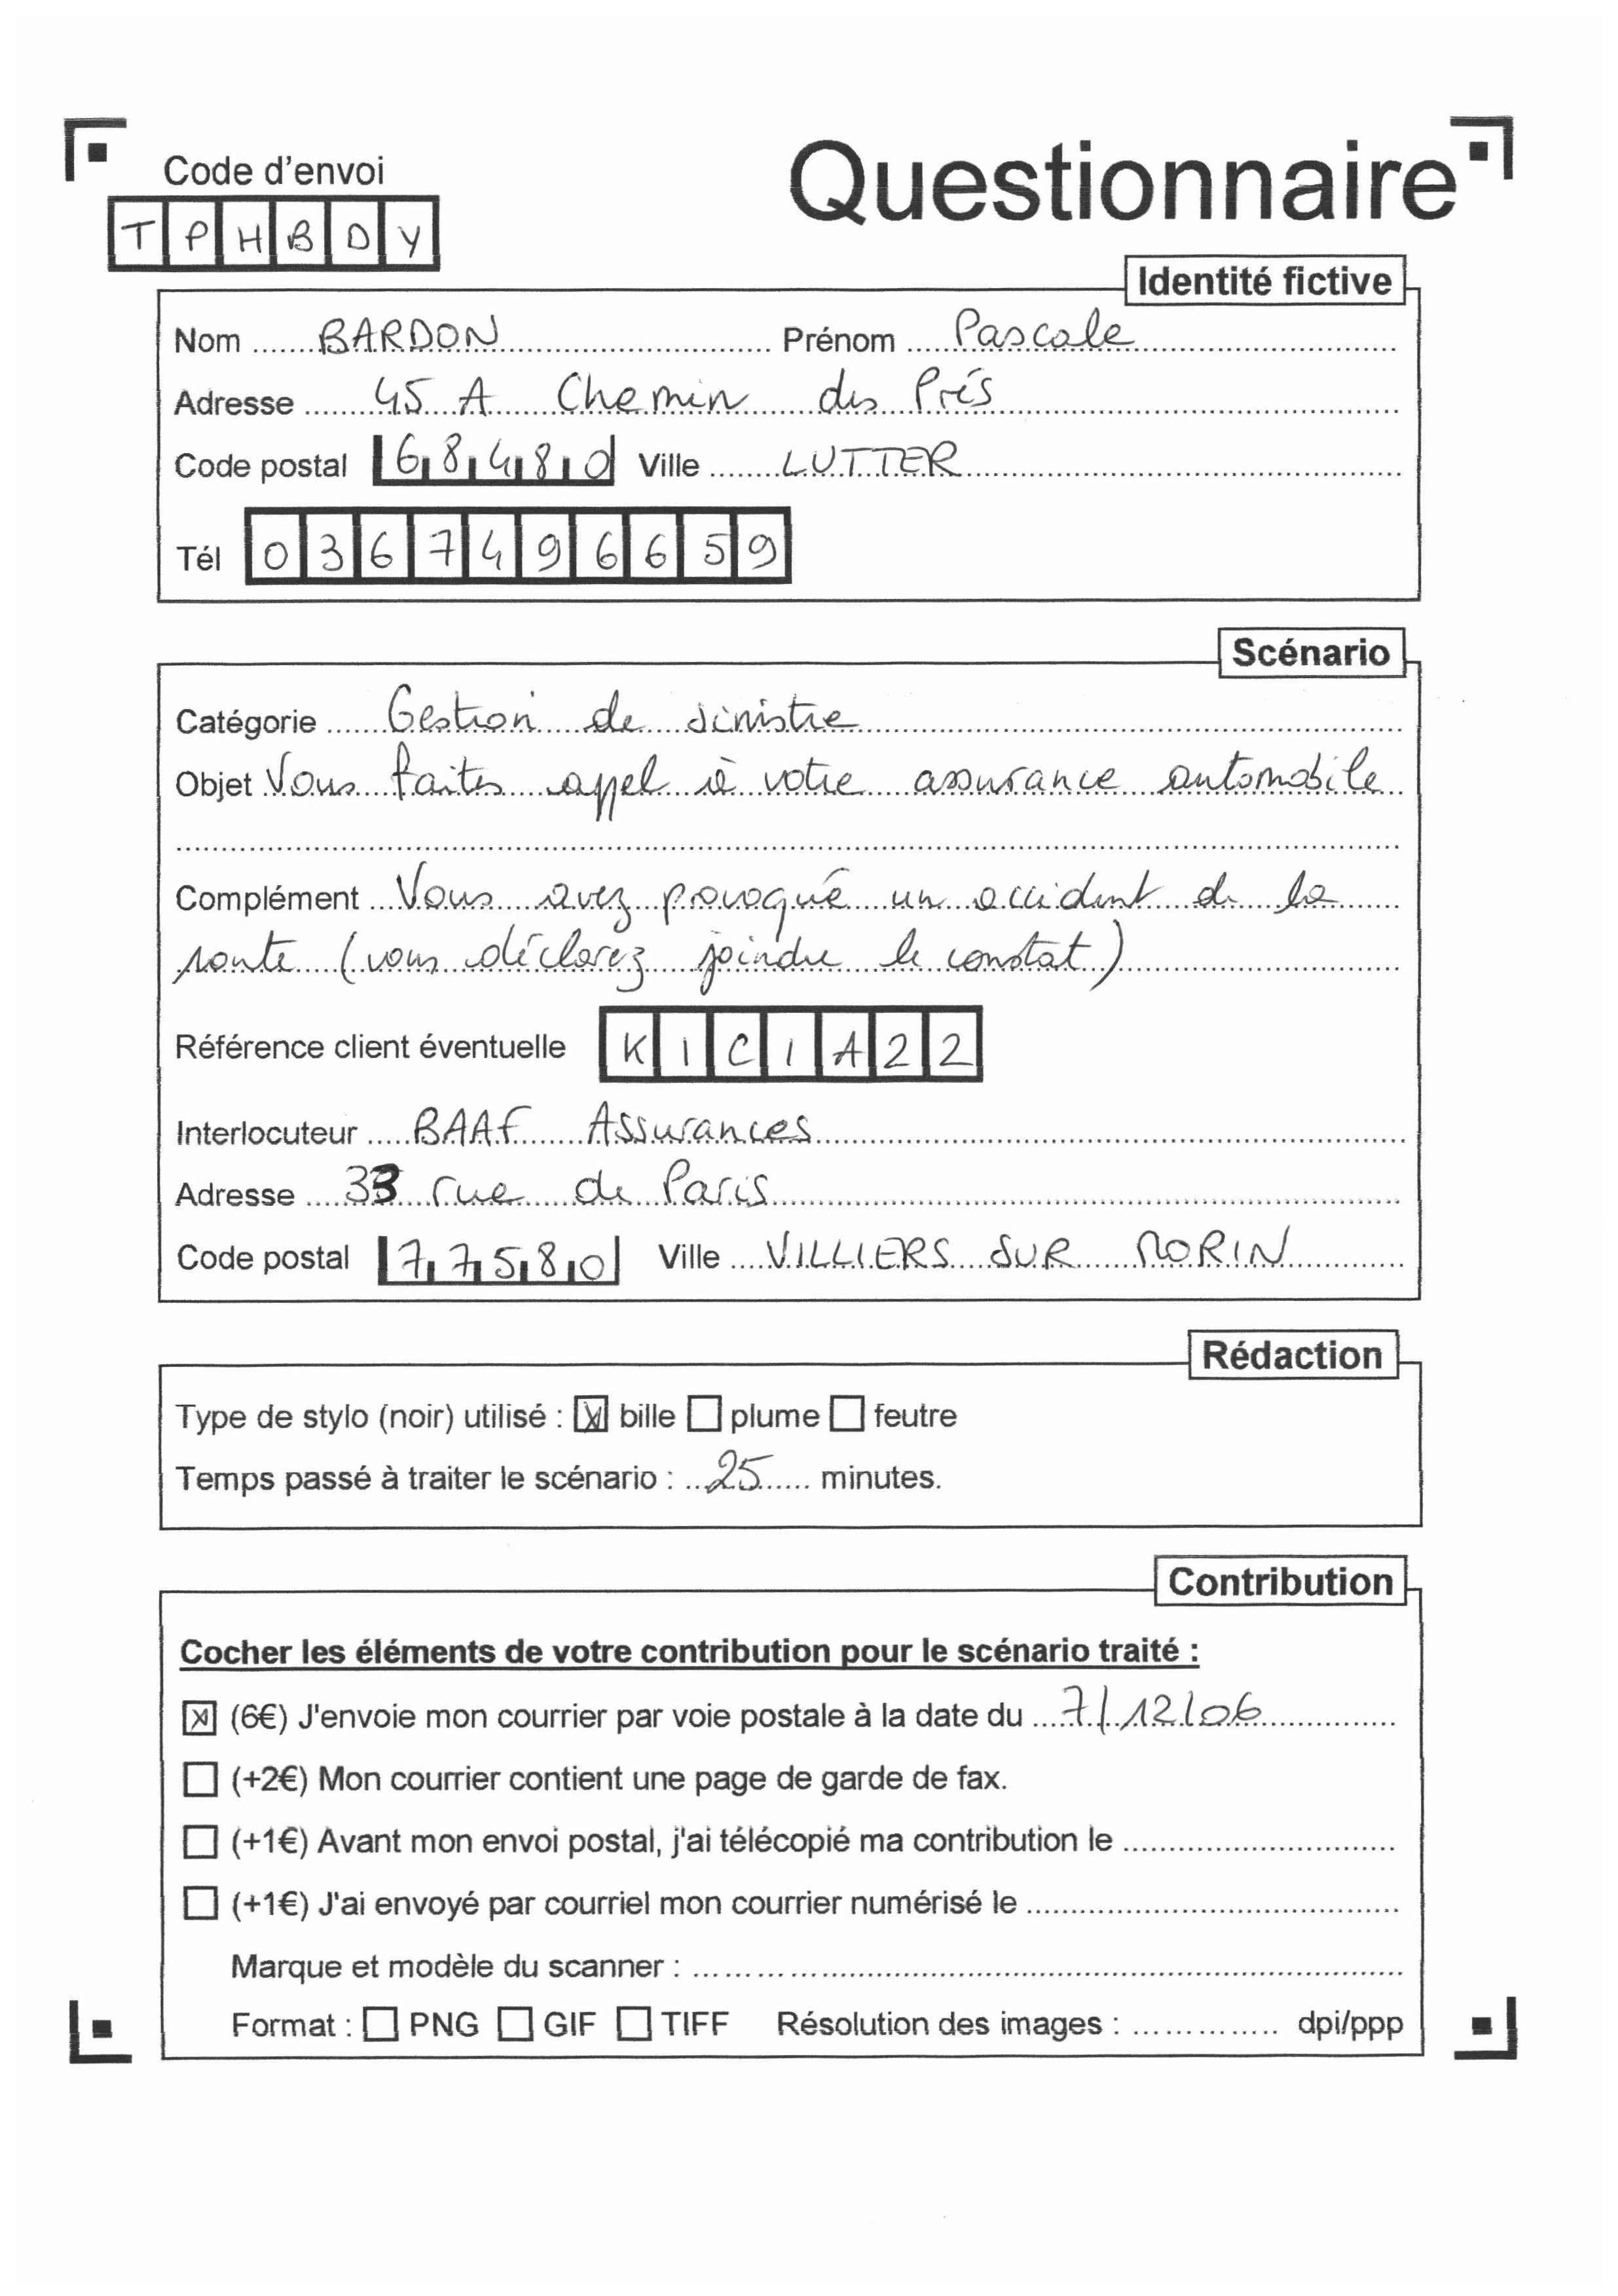 Code d'envoi
Questionnaire
TPHBDY
Identité fictive
Nom BARDON Prénom Pascale
Adresse 45 A Chemin des Prés
Code postal 68480 Ville LUTTER
Tél 0367496659
Scénario
Catégorie Gestion de sinistre
Objet Vous faites appel à votre assurance automobile
Complément Vous avez provoqué un accident de la
route (vous déclarez joindre le constat)
Référence client éventuelle KICIA22
Interlocuteur BAAF Assurances
Adresse 33 rue de Paris
Code postal 77580 Ville VILLIERS SUR MORIN
Rédaction
Type de stylo (noir) utilisé : ☒ bille ☐ plume ☐ feutre
Temps passé à traiter le scénario : 25 minutes.
Contribution
Cocher les éléments de votre contribution pour le scénario traité :
☒ (6€) J'envoie mon courrier par voie postale à la date du 7/12/06
☐ (+2€) Mon courrier contient une page de garde de fax.
☐ (+1€) Avant mon envoi postal, j'ai télécopié ma contribution le
☐ (+1€) J'ai envoyé par courriel mon courrier numérisé le
Marque et modèle du scanner :
Format : ☐ PNG ☐ GIF ☐ TIFF Résolution des images : dpi/ppp